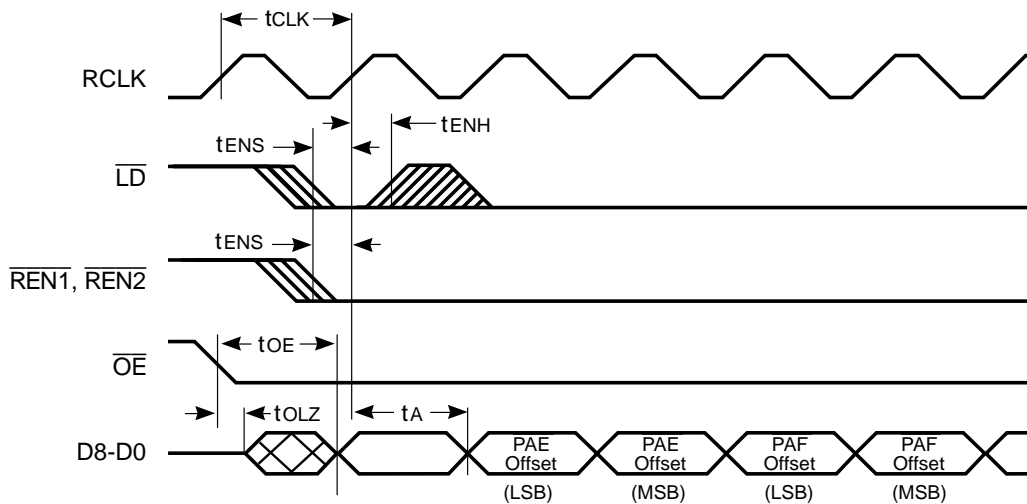 tCLK
RCLK
tENH
tENS
LD
tENS
REN1, REN2
tOE
OE
tOLZ
tA
D8-D0
PAE
Offset
(LSB)
PAE
Offset
(MSB)
PAF
Offset
(LSB)
PAF
Offset
(MSB)